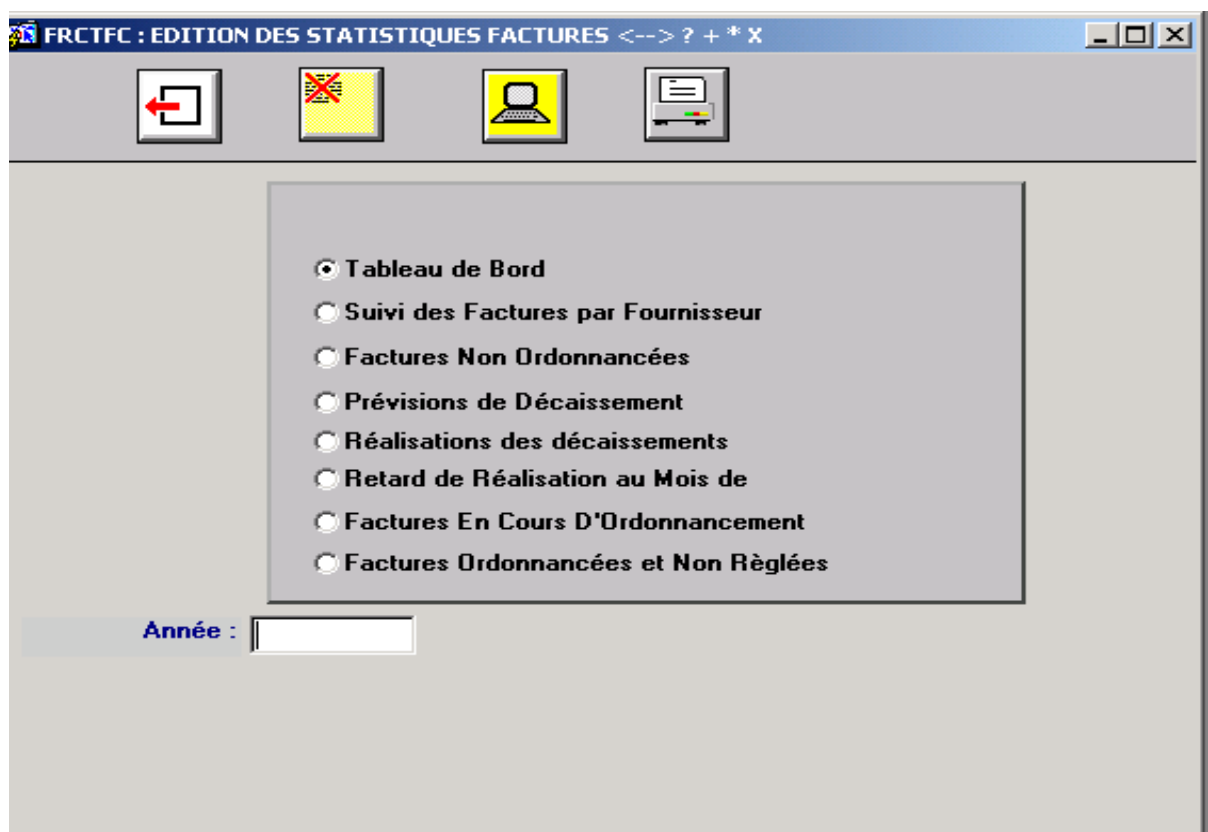 FRCTFC : EDITION DES STATISTIQUES FACTURES <--> ? + * X
Tableau de Bord
Suivi des Factures par Fournisseur
Factures Non Ordonnancées
Prévisions de Décaissement
Réalisations des décaissements
Retard de Réalisation au Mois de
Factures En Cours D'Ordonnancement
Factures Ordonnancées et Non Règlées
Année :